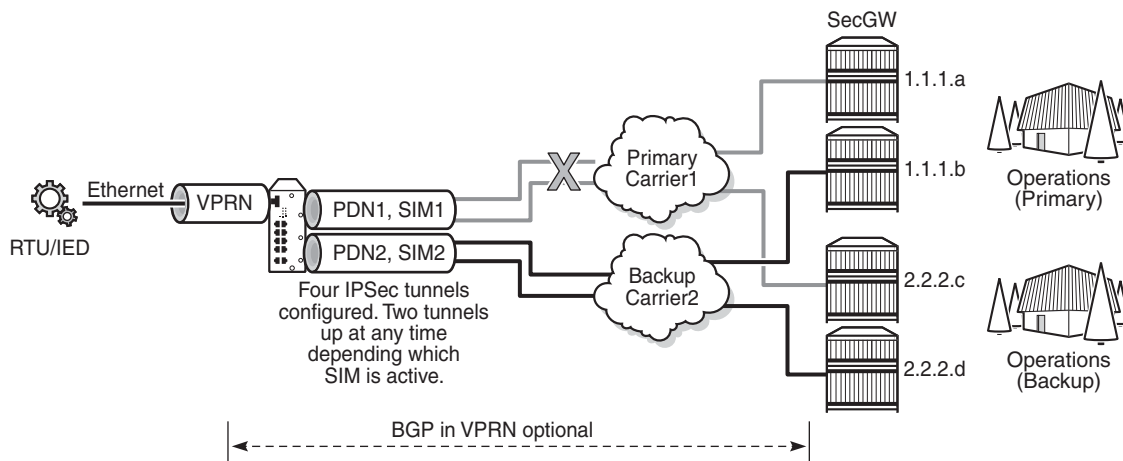 SecGW
1.1.1.a
1.1.1.b
Operations
(Primary)
Primary
Carrier1
Ethernet
VPRN
PDN1, SIM1
RTU/IED
PDN2, SIM2
Backup
Carrier2
2.2.2.c
Four IPSec tunnels
configured. Two tunnels
up at any time
depending which
SIM is active.
2.2.2.d
Operations
(Backup)
BGP in VPRN optional
X